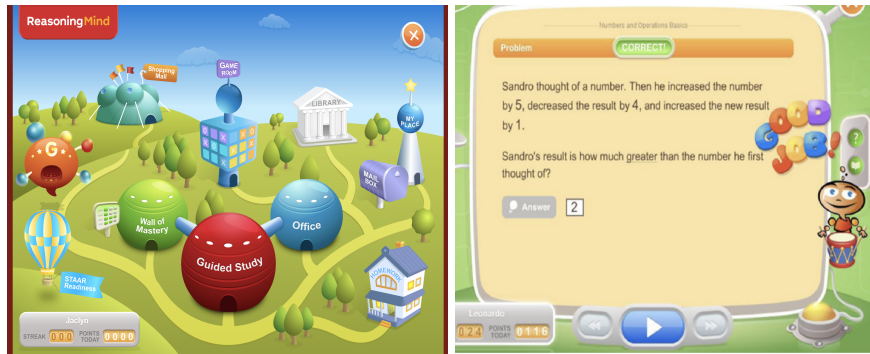 ReasoningMind
Shopping Mall
GAME ROOM
LIBRARY
MY PLACE
G
MAIL BOX
Wall of Mastery
Office
Guided Study
HOMEWORK
STAAR Readiness
Jaclyn
STREAK 000 POINTS TODAY 0000
Numbers and Operations Basics
Problem CORRECT!
Sandro thought of a number. Then he increased the number
by 5, decreased the result by 4, and increased the new result
by 1.
GOOD
JOB!
Sandro's result is how much greater than the number he first
thought of?
Answer 2
?
Leonardo
024 POINTS TODAY 0116